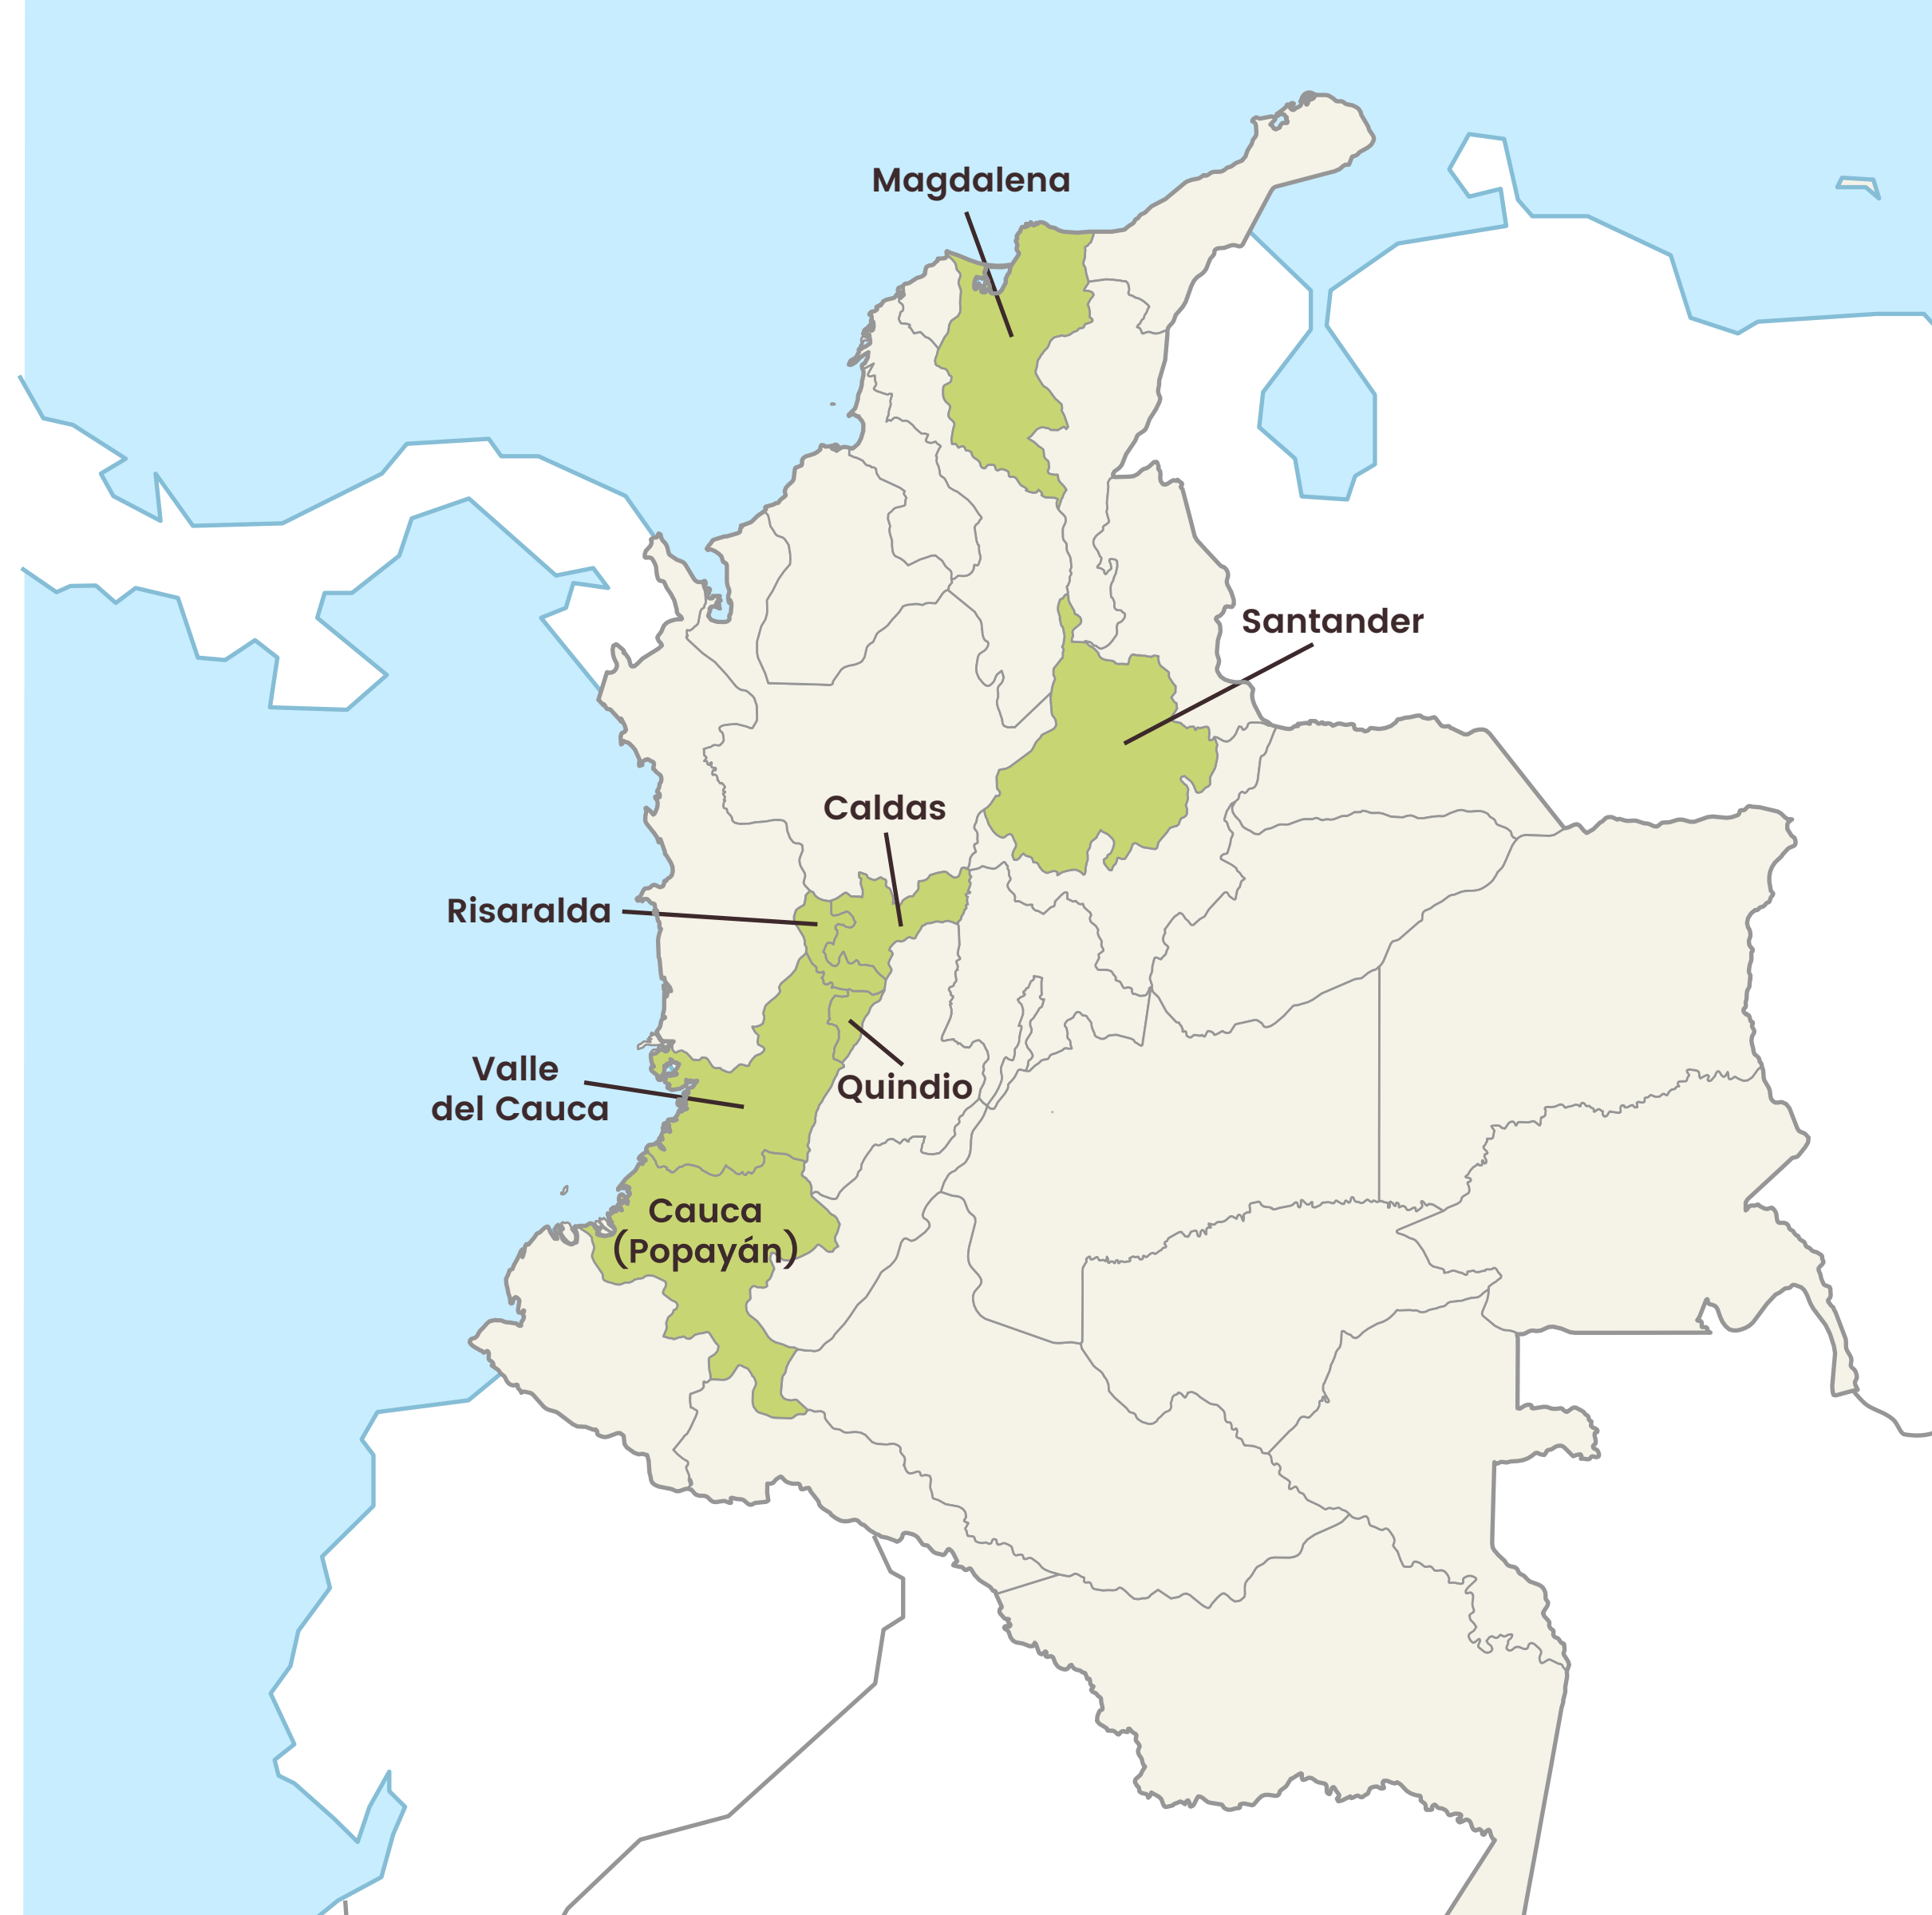 Magdalena
Santander
Caldas
Risaralda
Valle
del Cauca
Quindio
Cauca
(Popayán)